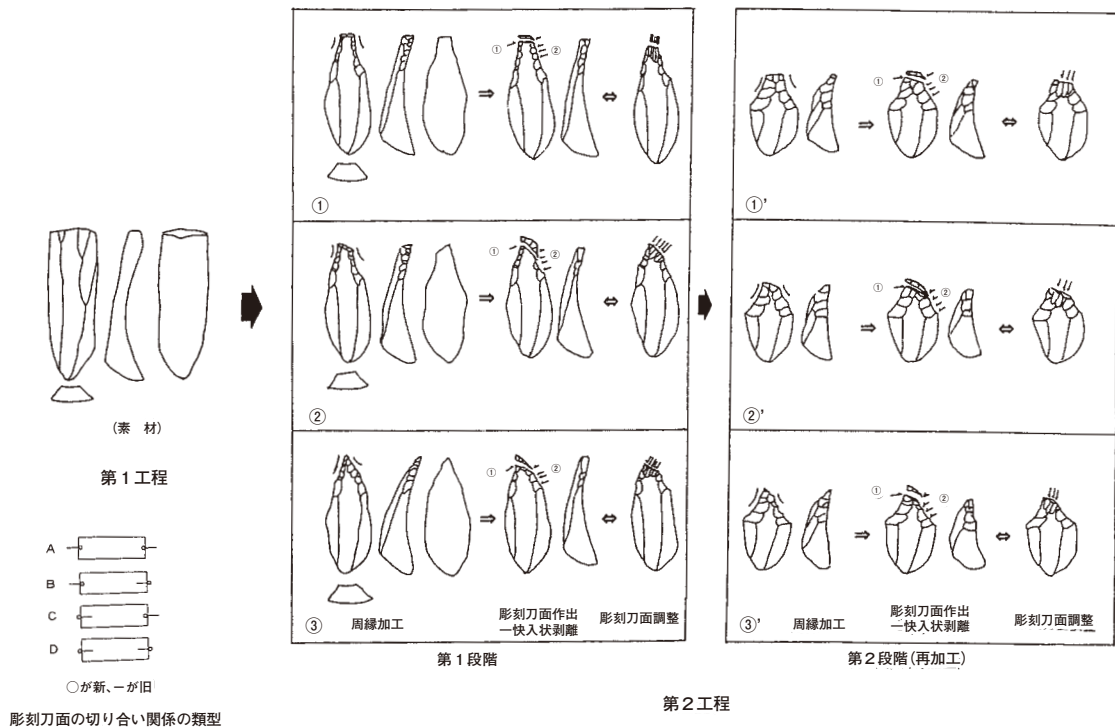 (素 材)
第1工程
A
B
C
D
○が新、ーが旧
彫刻刀面の切り合い関係の類型
① ②
①
① ②
②
① ②
③
周縁加工
彫刻刀面作出
一快入状剥離
彫刻刀面調整
第1段階
① ②
①'
① ②
②'
① ②
③'
周縁加工
彫刻刀面作出
一快入状剥離
彫刻刀面調整
第2段階(再加工)
第2工程